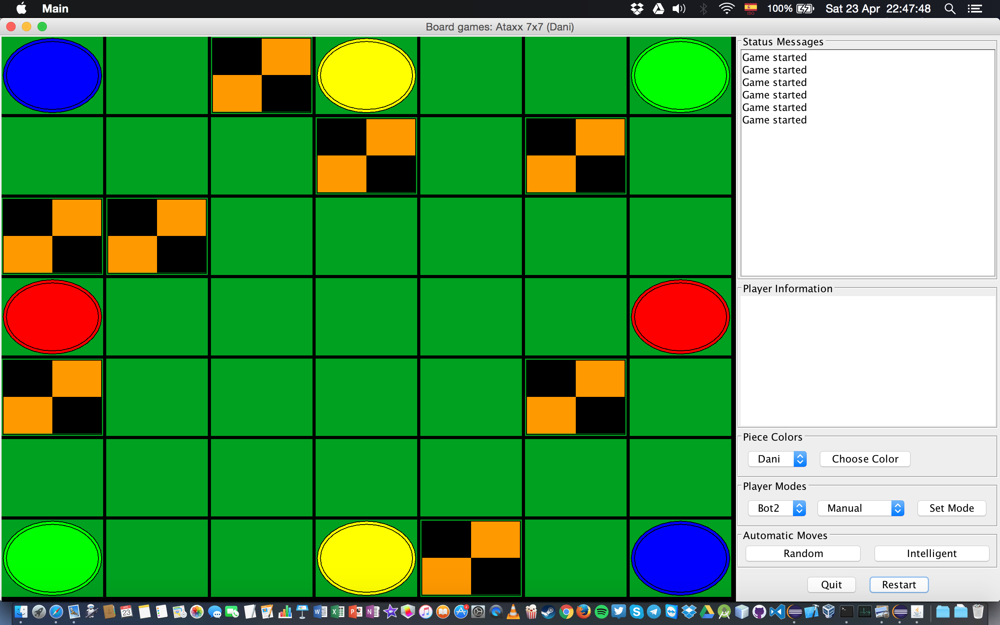 Main
ISO
100%
Sat 23 Apr 22:47:48
Board games: Ataxx 7x7 (Dani)
Status Messages
Game started
Game started
Game started
Game started
Game started
Game started
Player Information
Piece Colors
Dani
Choose Color
Player Modes
Bot2
Manual
Set Mode
Automatic Moves
Random
Intelligent
Quit
Restart
23